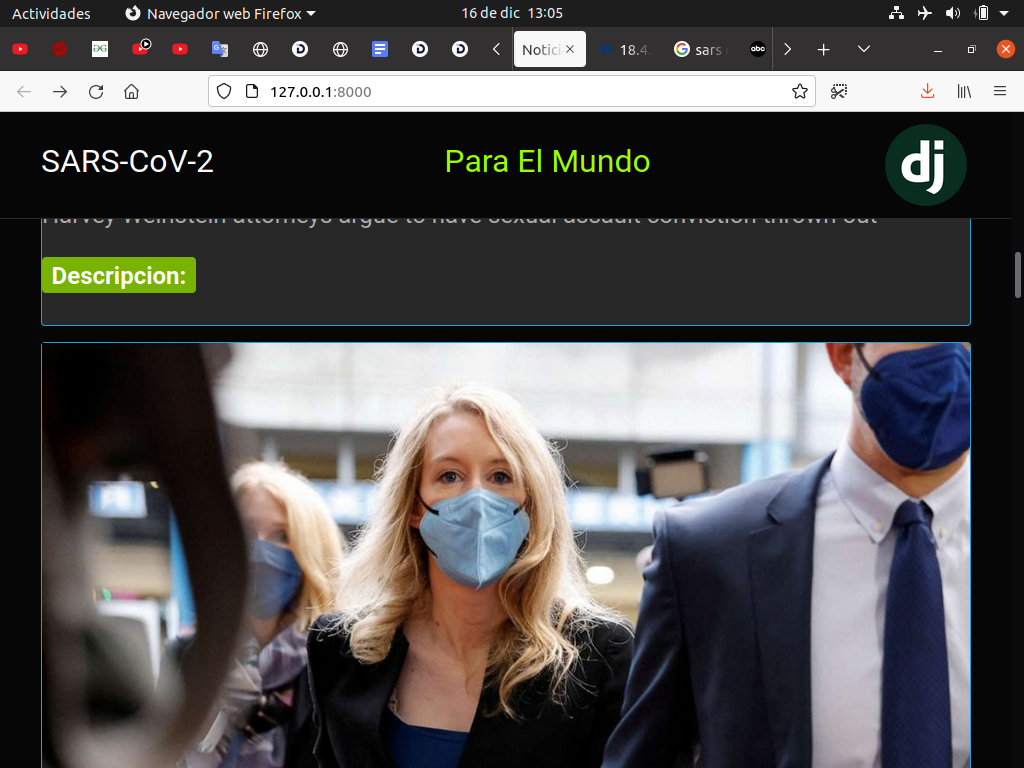 Actividades Navegador web Firefox 16 de dic 13:05
Notici 18.4. sars abc
127.0.0.1:8000
SARS-CoV-2 Para El Mundo dj
Harvey Weinstein attorneys argue to have sexual assault conviction thrown out
Descripcion: